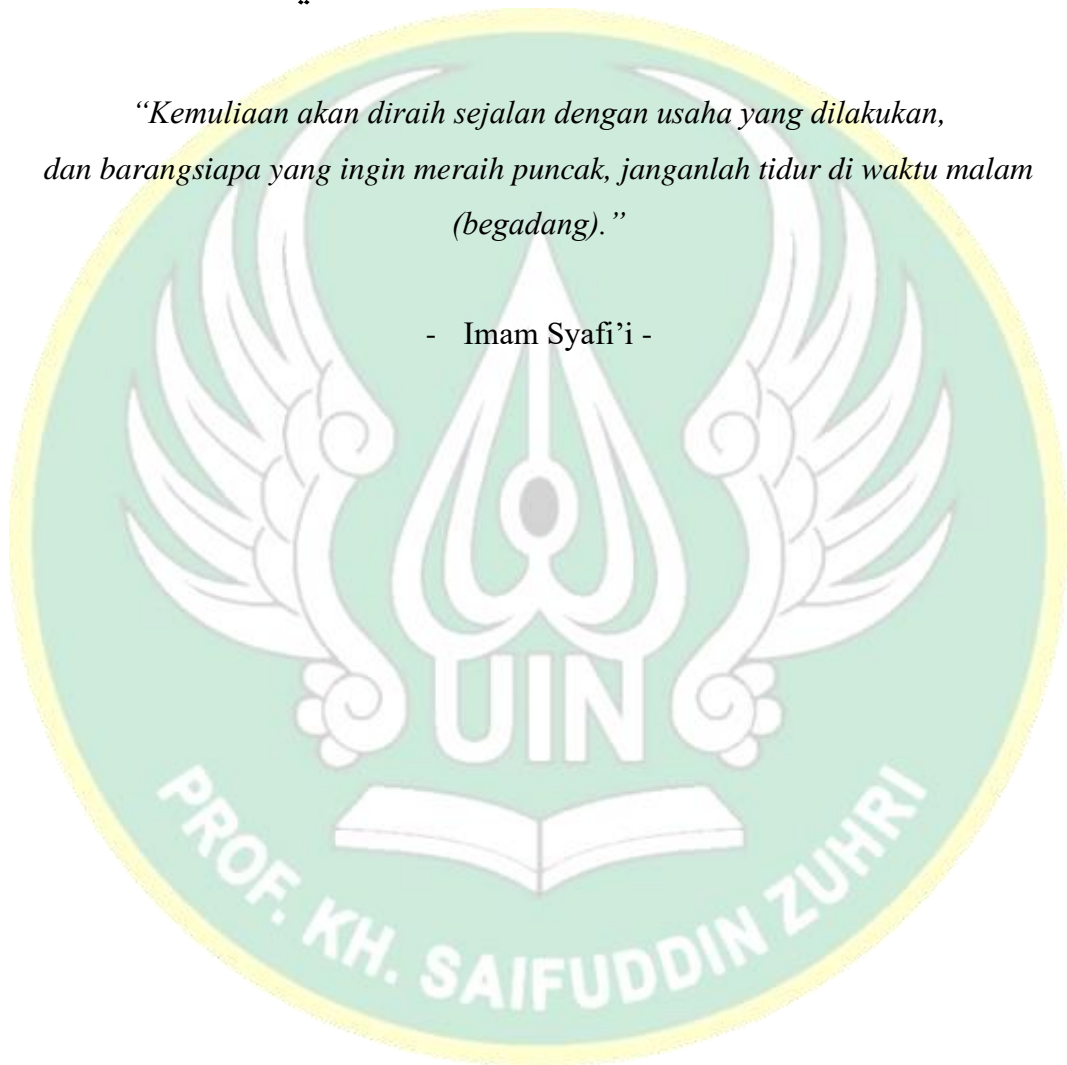 “Kemuliaan akan diraih sejalan dengan usaha yang dilakukan,
dan barangsiapa yang ingin meraih puncak, janganlah tidur di waktu malam
(begadang).”
- Imam Syafi’i -
UIN
PROF. KH. SAIFUDDIN ZUHRI